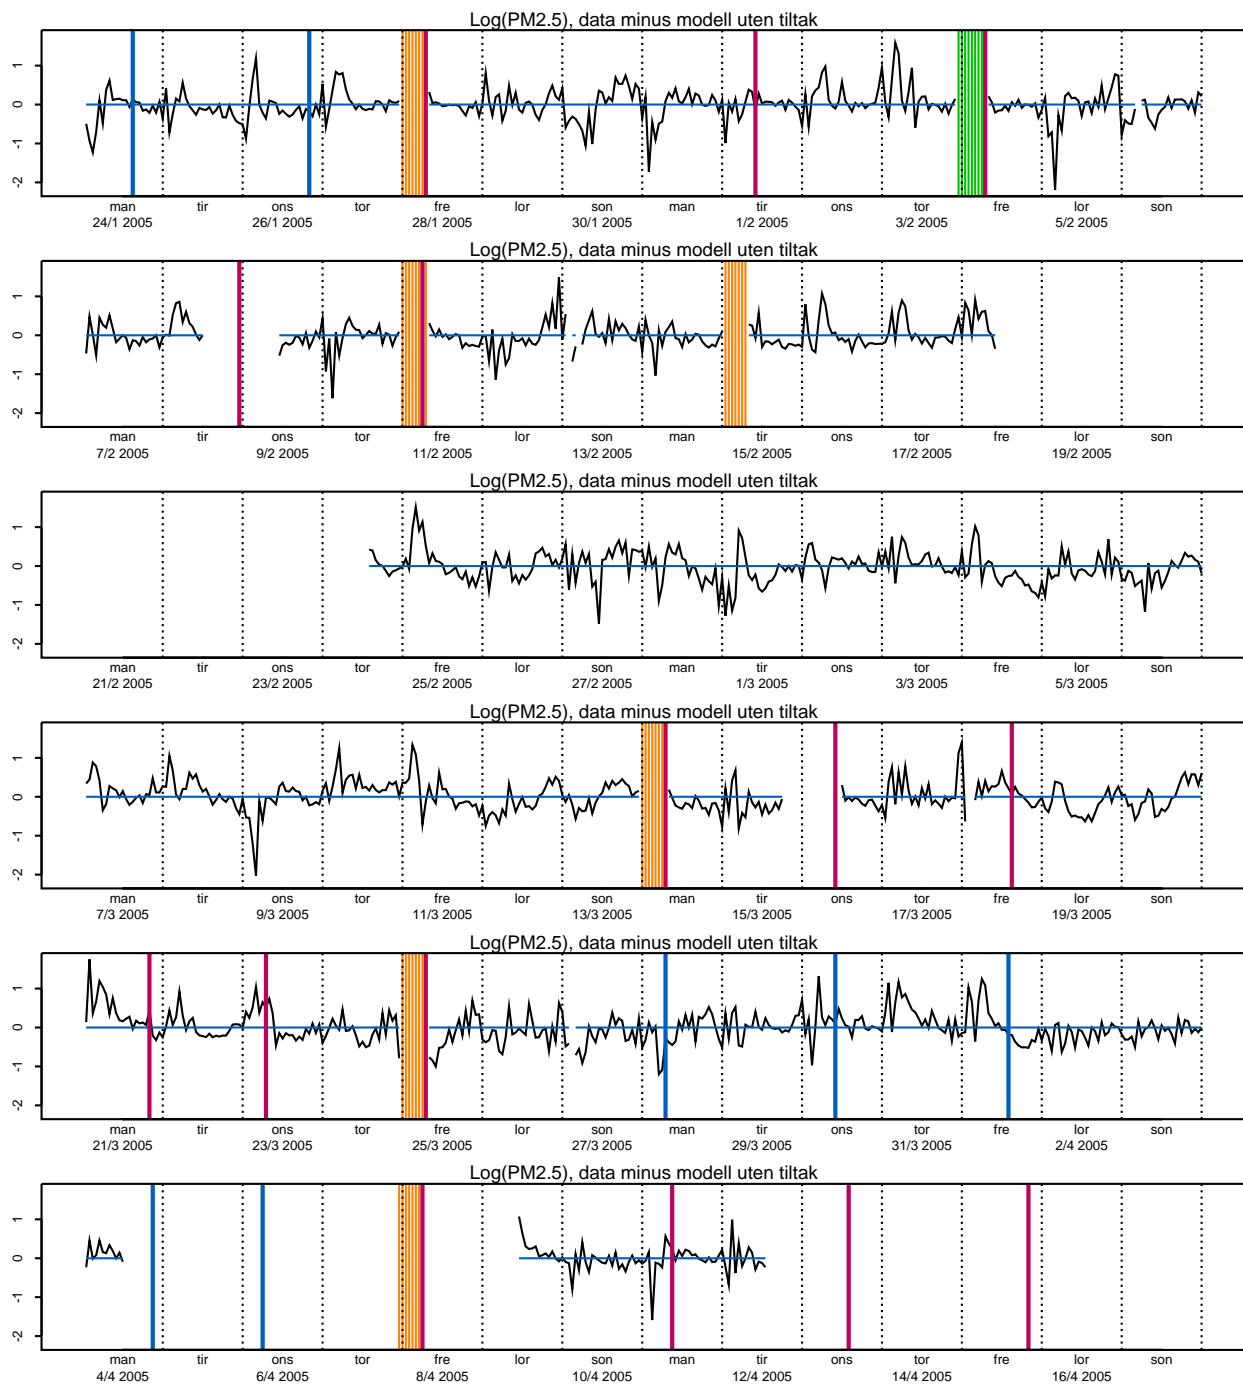 Log(PM2.5), data minus modell uten tiltak
1
0
-1
-2
man tir ons tor fre lor son man tir ons tor fre lor son
24/1 2005 26/1 2005 28/1 2005 30/1 2005 1/2 2005 3/2 2005 5/2 2005
Log(PM2.5), data minus modell uten tiltak
1
0
-1
-2
man tir ons tor fre lor son man tir ons tor fre lor son
7/2 2005 9/2 2005 11/2 2005 13/2 2005 15/2 2005 17/2 2005 19/2 2005
Log(PM2.5), data minus modell uten tiltak
1
0
-1
-2
man tir ons tor fre lor son man tir ons tor fre lor son
21/2 2005 23/2 2005 25/2 2005 27/2 2005 1/3 2005 3/3 2005 5/3 2005
Log(PM2.5), data minus modell uten tiltak
1
0
-1
-2
man tir ons tor fre lor son man tir ons tor fre lor son
7/3 2005 9/3 2005 11/3 2005 13/3 2005 15/3 2005 17/3 2005 19/3 2005
Log(PM2.5), data minus modell uten tiltak
1
0
-1
-2
man tir ons tor fre lor son man tir ons tor fre lor son
21/3 2005 23/3 2005 25/3 2005 27/3 2005 29/3 2005 31/3 2005 2/4 2005
Log(PM2.5), data minus modell uten tiltak
1
0
-1
-2
man tir ons tor fre lor son man tir ons tor fre lor son
4/4 2005 6/4 2005 8/4 2005 10/4 2005 12/4 2005 14/4 2005 16/4 2005